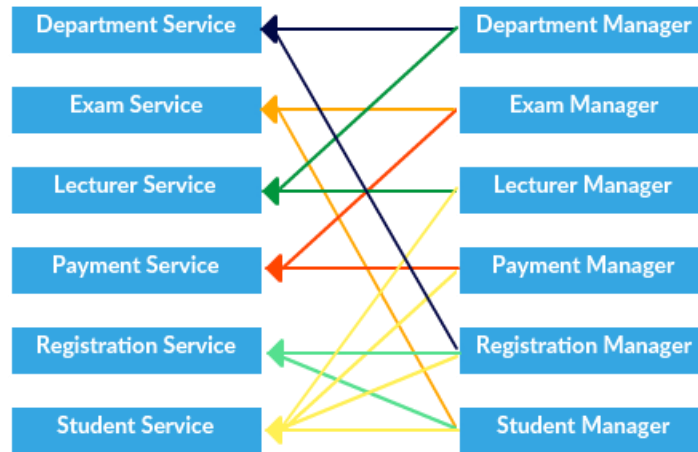 Department Service
Department Manager
Exam Service
Exam Manager
Lecturer Service
Lecturer Manager
Payment Service
Payment Manager
Registration Service
Registration Manager
Student Service
Student Manager